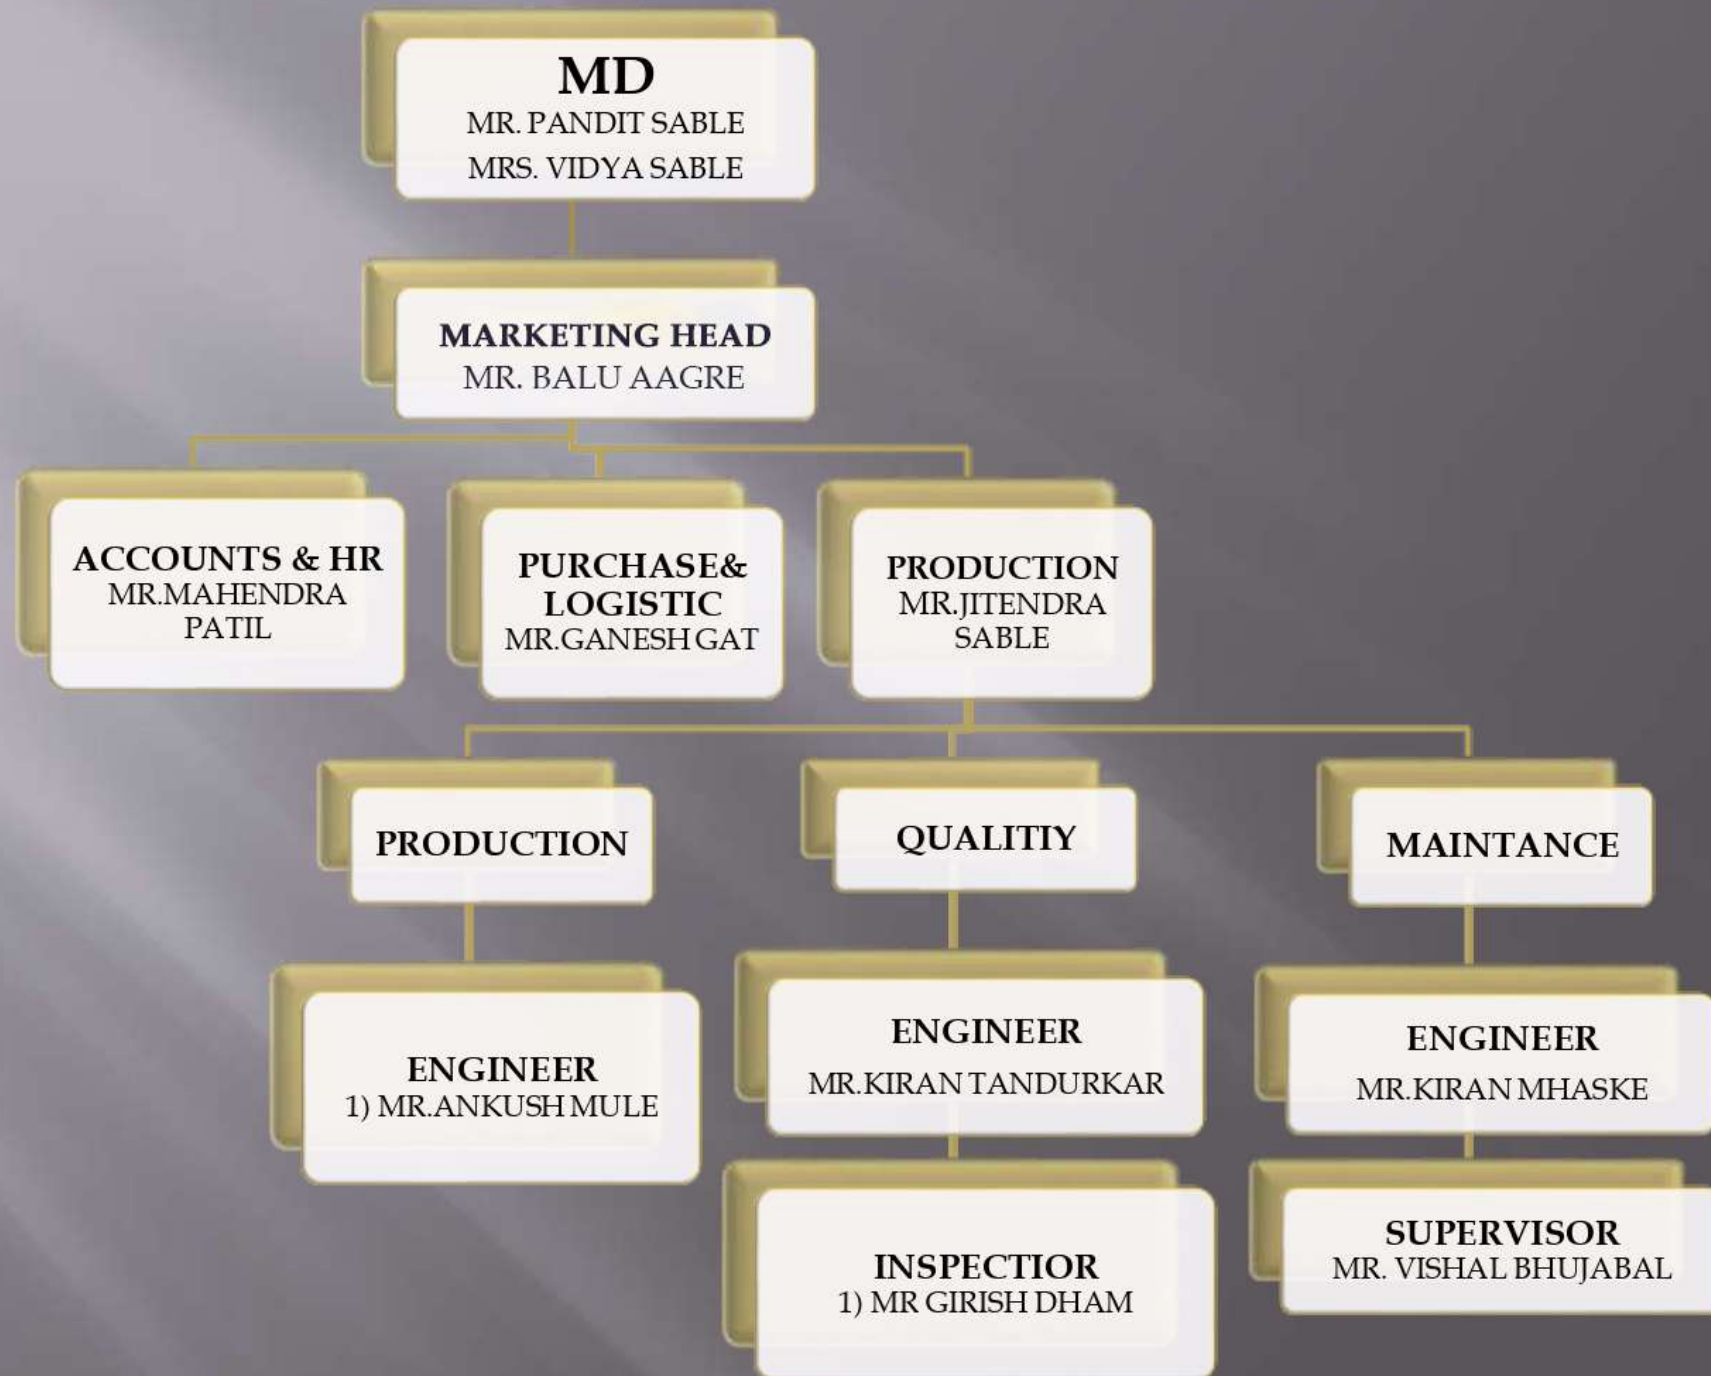 MD
MR. PANDIT SABLE
MRS. VIDYA SABLE
MARKETING HEAD
MR. BALU AAGRE
ACCOUNTS & HR
MR.MAHENDRA
PATIL
PURCHASE&
LOGISTIC
MR.GANESH GAT
PRODUCTION
MR.JITENDRA
SABLE
PRODUCTION
QUALITIY
MAINTANCE
ENGINEER
1) MR.ANKUSH MULE
ENGINEER
MR.KIRAN TANDURKAR
ENGINEER
MR.KIRAN MHASKE
INSPECTIOR
1) MR GIRISH DHAM
SUPERVISOR
MR. VISHAL BHUJABAL